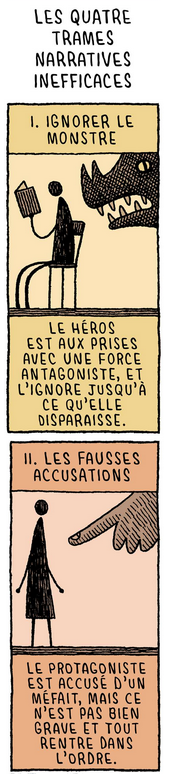 LES QUATRE
TRAMES
NARRATIVES
INEFFICACES
I. IGNORER LE
MONSTRE
LE HÉROS
EST AUX PRISES
AVEC UNE FORCE
ANTAGONISTE, ET
L'IGNORE JUSQU'À
CE QU'ELLE
DISPARAISSE.
II. LES FAUSSES
ACCUSATIONS
LE PROTAGONISTE
EST ACCUSÉ D'UN
MÉFAIT, MAIS CE
N'EST PAS BIEN
GRAVE ET TOUT
RENTRE DANS
L'ORDRE.